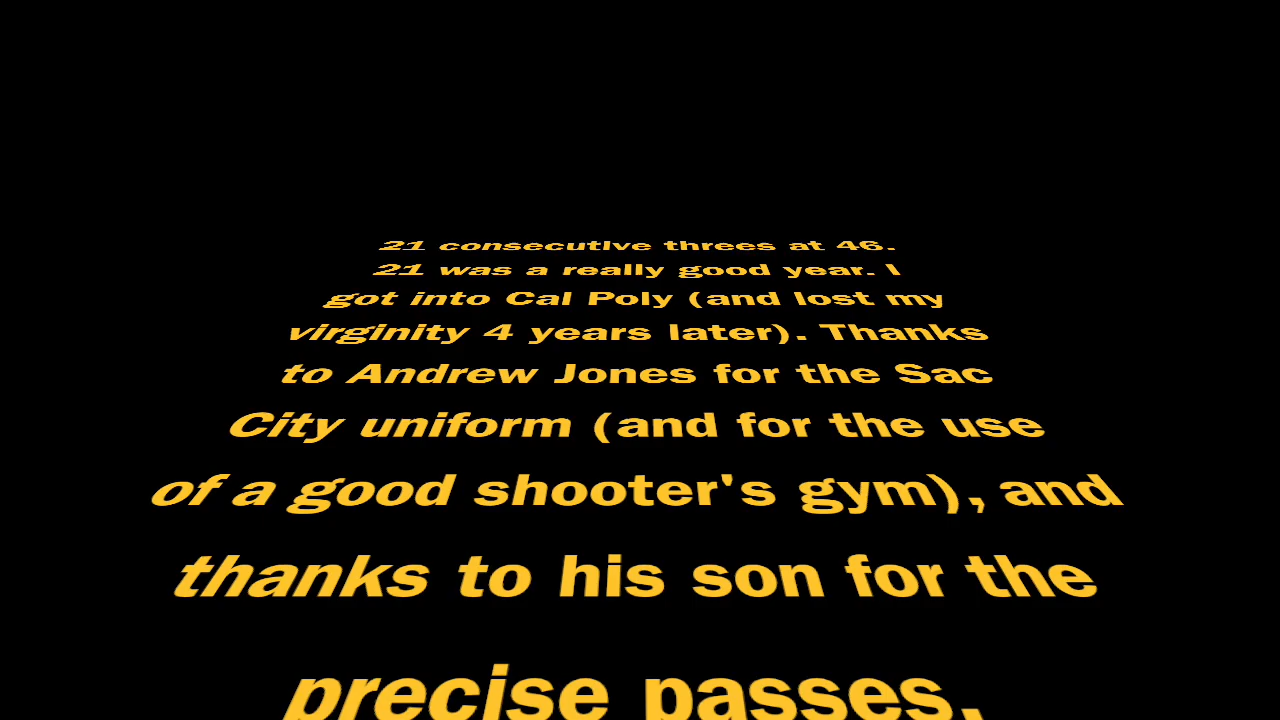 21 consecutive threes at 46.
21 was a really good year. I
got into Cal Poly (and lost my
virginity 4 years later). Thanks
to Andrew Jones for the Sac
City uniform (and for the use
of a good shooter's gym), and
thanks to his son for the
precise passes.